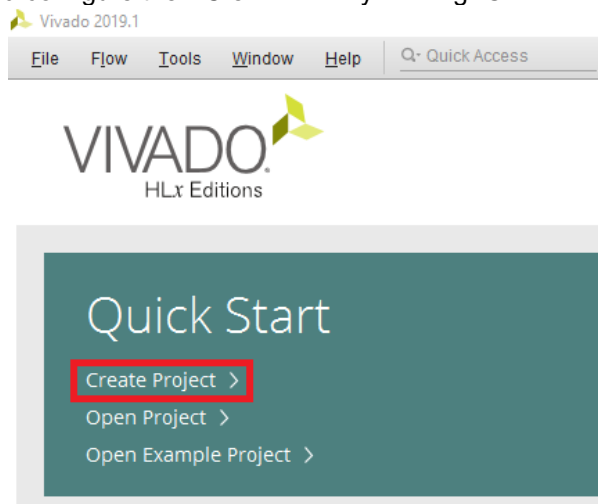 Vivado 2019.1
File Flow Tools Window Help Q- Quick Access
VIVADO.
HLx Editions
Quick Start
Create Project >
Open Project >
Open Example Project >